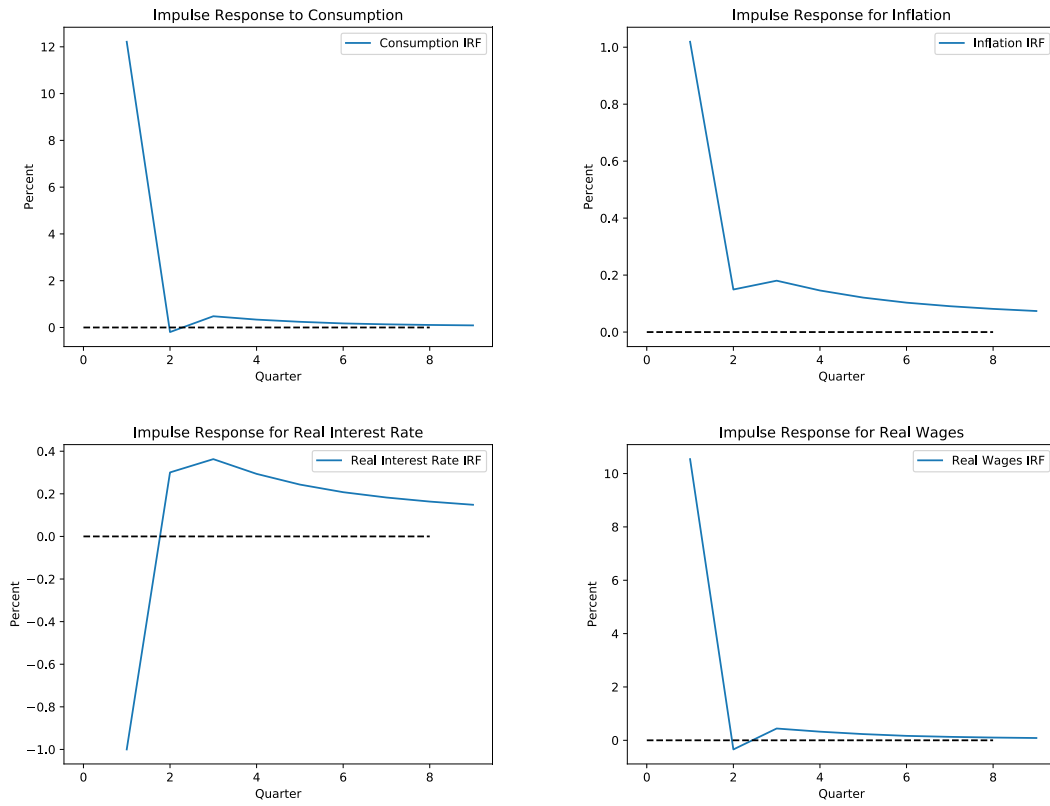 Impulse Response to Consumption
Consumption IRF
Percent
12
10
8
6
4
2
0
0 2 4 6 8
Quarter
Impulse Response for Inflation
Inflation IRF
Percent
1.0
0.8
0.6
0.4
0.2
0.0
0 2 4 6 8
Quarter
Impulse Response for Real Interest Rate
Real Interest Rate IRF
Percent
0.4
0.2
0.0
−0.2
−0.4
−0.6
−0.8
−1.0
0 2 4 6 8
Quarter
Impulse Response for Real Wages
Real Wages IRF
Percent
10
8
6
4
2
0
0 2 4 6 8
Quarter